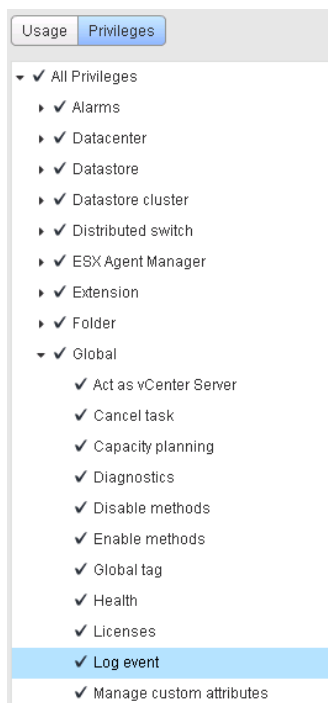 Usage Privileges
All Privileges
Alarms
Datacenter
Datastore
Datastore cluster
Distributed switch
ESX Agent Manager
Extension
Folder
Global
Act as vCenter Server
Cancel task
Capacity planning
Diagnostics
Disable methods
Enable methods
Global tag
Health
Licenses
Log event
Manage custom attributes